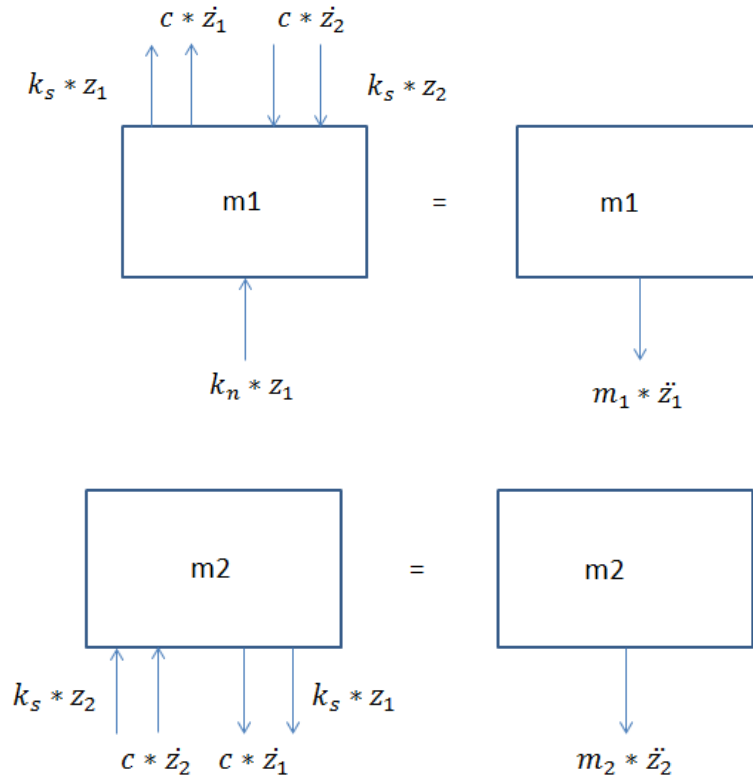 c ∗ ż₁ c ∗ ż₂
kₛ ∗ z₁ kₛ ∗ z₂
m1 = m1
kₙ ∗ z₁ m₁ ∗ z̈₁
m2 = m2
kₛ ∗ z₂ kₛ ∗ z₁
c ∗ ż₂ c ∗ ż₁ m₂ ∗ z̈₂